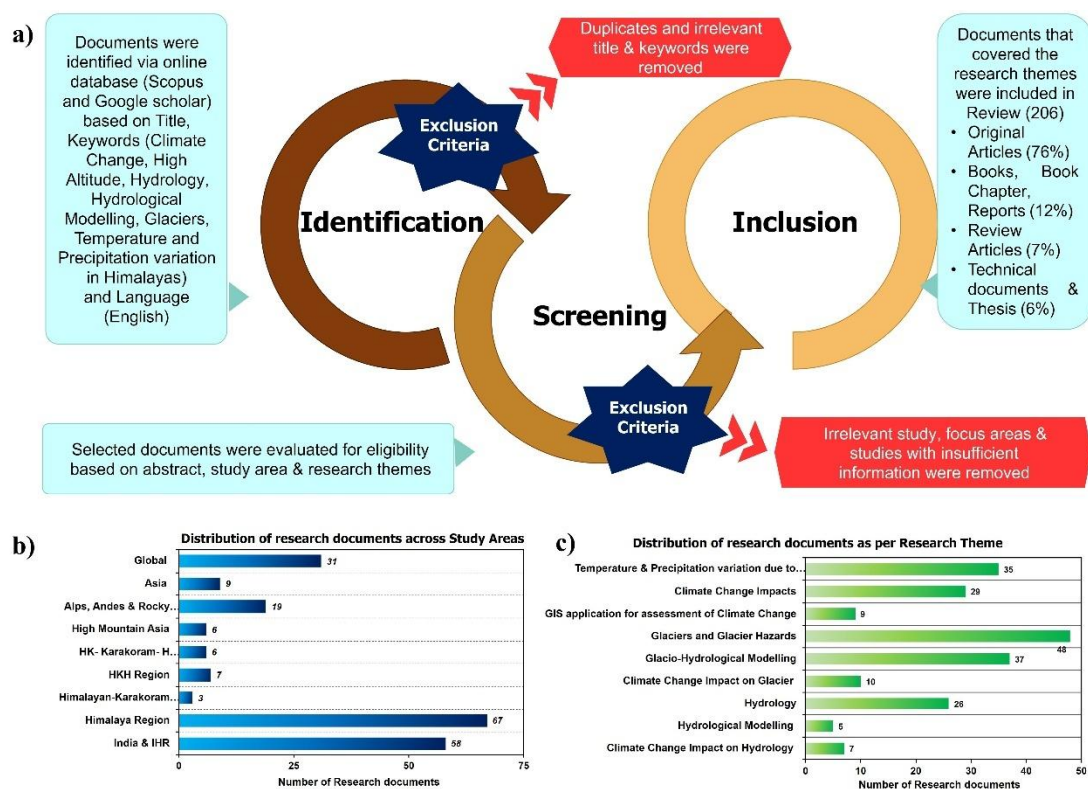 a)
Documents were
identified via online
database (Scopus
and Google scholar)
based on Title,
Keywords (Climate
Change, High
Altitude, Hydrology,
Hydrological
Modelling, Glaciers,
Temperature and
Precipitation variation
in Himalayas)
and Language
(English)
Duplicates and irrelevant
title & keywords were
removed
Exclusion
Criteria
Identification
Screening
Inclusion
Documents that
covered the
research themes
were included in
Review (206)
• Original
Articles (76%)
• Books, Book
Chapter,
Reports (12%)
• Review
Articles (7%)
• Technical
documents &
Thesis (6%)
Exclusion
Criteria
Selected documents were evaluated for eligibility
based on abstract, study area & research themes
Irrelevant study, focus areas &
studies with insufficient
information were removed
b)
Distribution of research documents across Study Areas
Global 31
Asia 9
Alps, Andes & Rocky... 19
High Mountain Asia 6
HK- Karakoram- H... 6
HKH Region 7
Himalayan-Karakoram... 3
Himalaya Region 67
India & IHR 58
0 25 50 75
Number of Research documents
c)
Distribution of research documents as per Research Theme
Temperature & Precipitation variation due to... 35
Climate Change Impacts 29
GIS application for assessment of Climate Change 9
Glaciers and Glacier Hazards 48
Glacio-Hydrological Modelling 37
Climate Change Impact on Glacier 10
Hydrology 26
Hydrological Modelling 5
Climate Change Impact on Hydrology 7
0 10 20 30 40 50
Number of Research documents